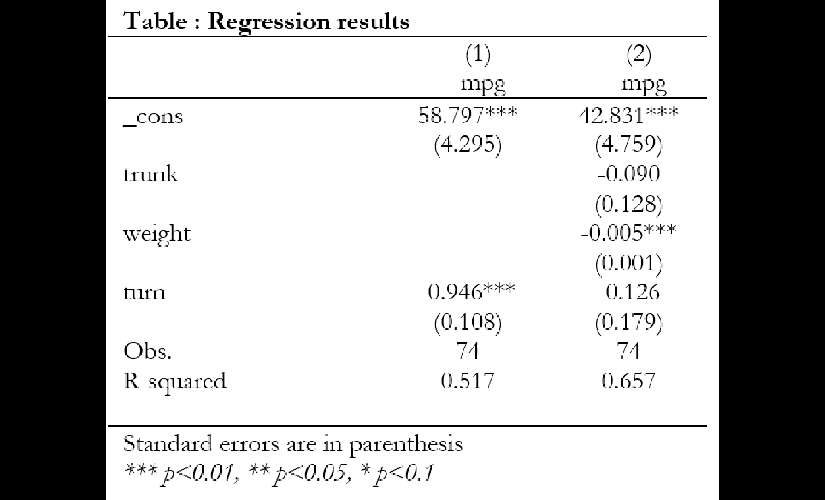 Table : Regression results
(1) (2)
mpg mpg
_cons 58.797*** 42.831***
(4.295) (4.759)
trunk -0.090
(0.128)
weight -0.005***
(0.001)
turn 0.946*** 0.126
(0.108) (0.179)
Obs. 74 74
R squared 0.517 0.657
Standard errors are in parenthesis
*** p<0.01, ** p<0.05, * p<0.1